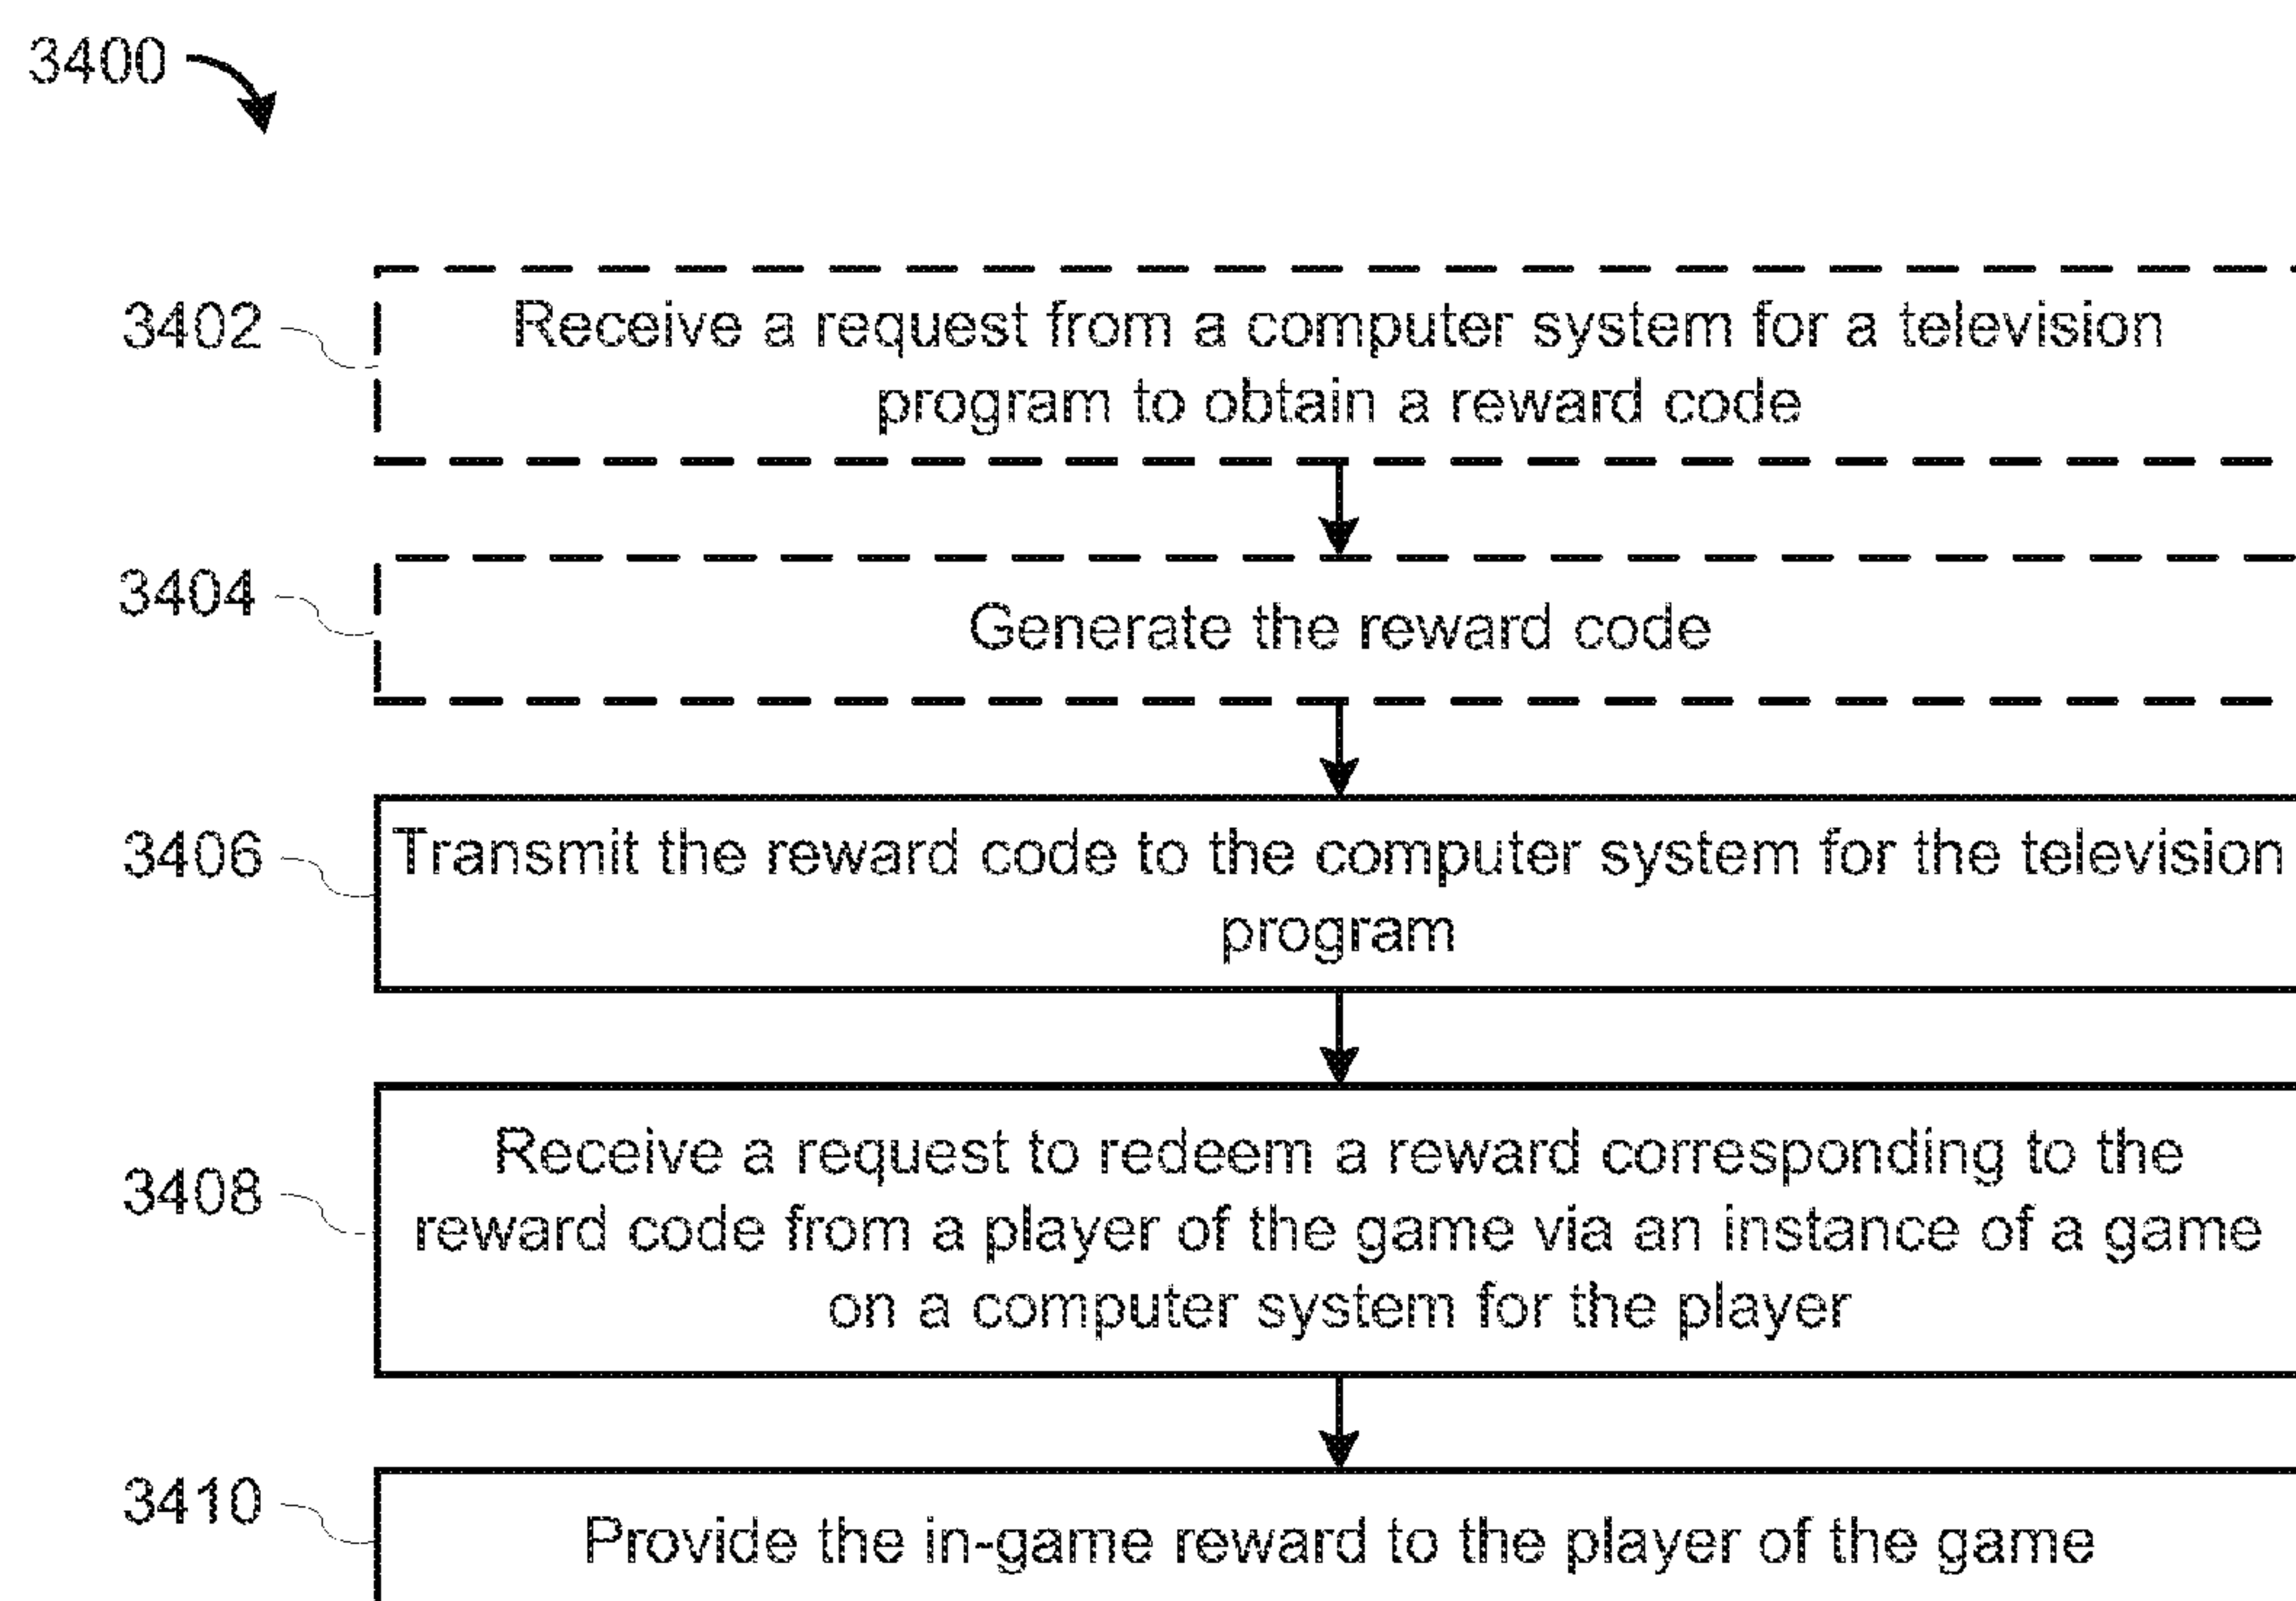 3400
3402
Receive a request from a computer system for a television
program to obtain a reward code
3404
Generate the reward code
3406
Transmit the reward code to the computer system for the television
program
3408
Receive a request to redeem a reward corresponding to the
reward code from a player of the game via an instance of a game
on a computer system for the player
3410
Provide the in-game reward to the player of the game